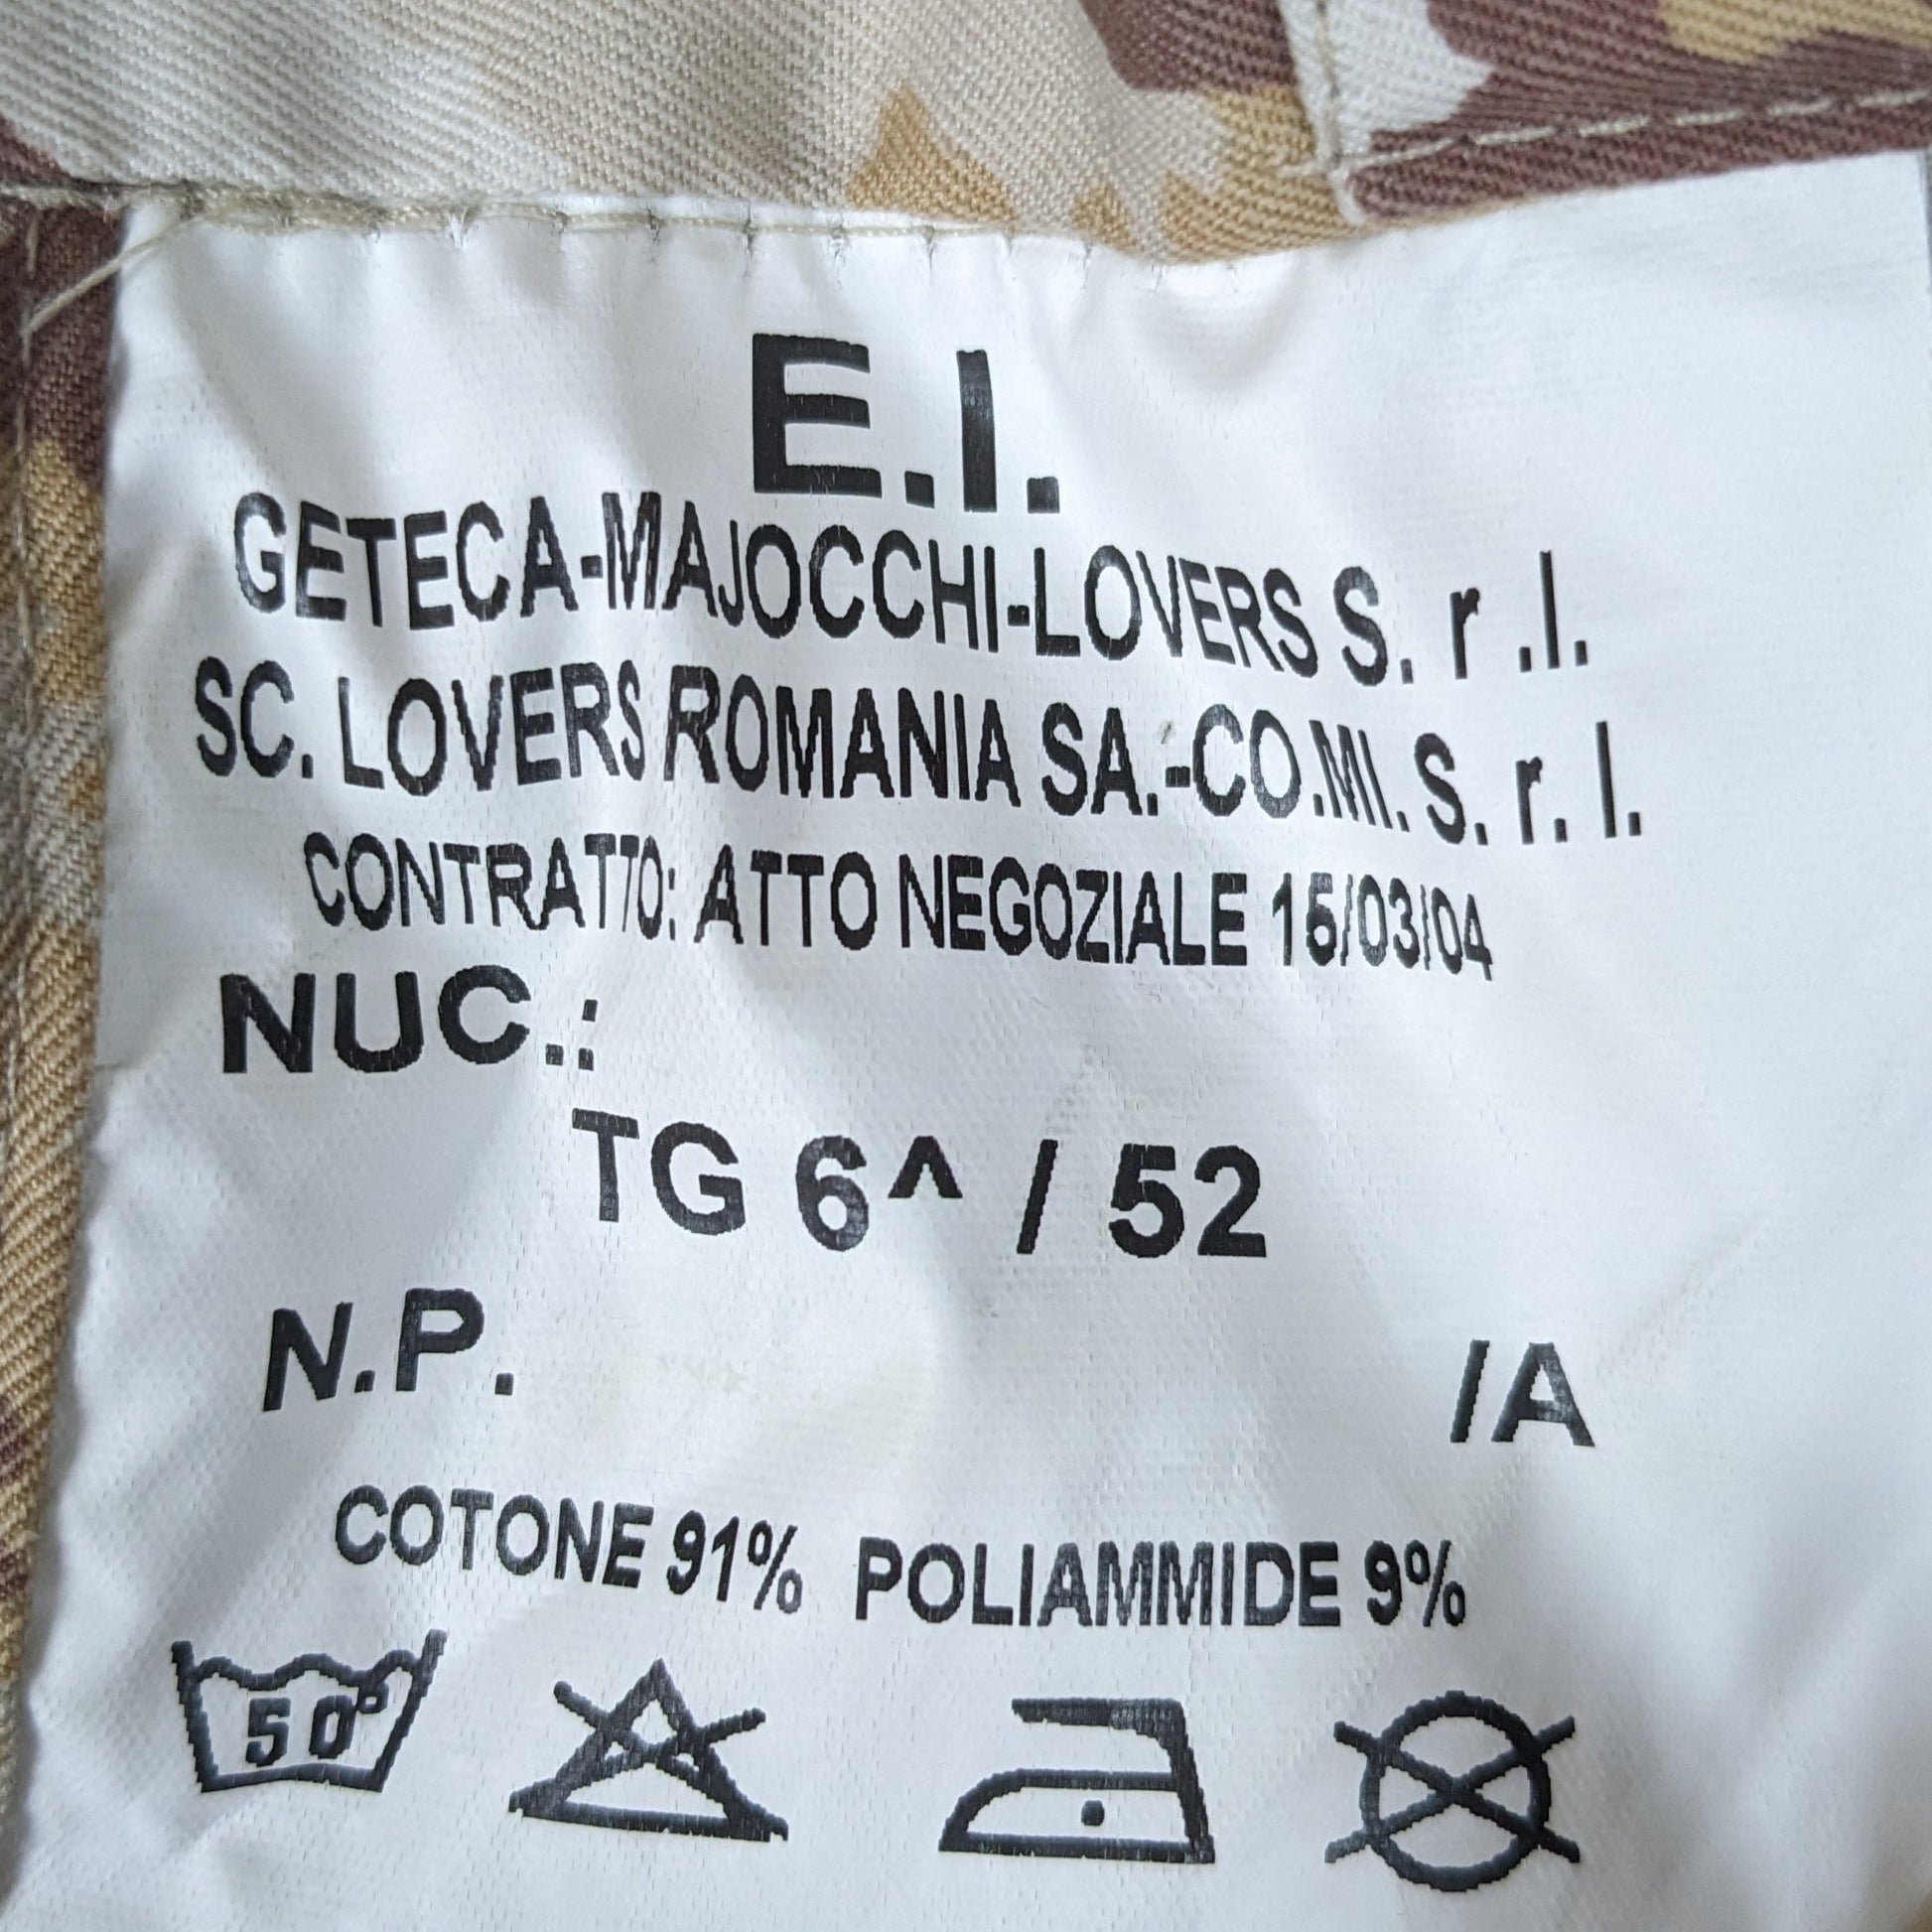 E.I.
GETECA-MAJOCCHI-LOVERS S. r .l.
SC. LOVERS ROMANIA SA.-CO.MI. S. r. l.
CONTRATTO: ATTO NEGOZIALE 15/03/04
NUC.:
TG 6^ / 52
N.P. /A
COTONE 91% POLIAMMIDE 9%
50°